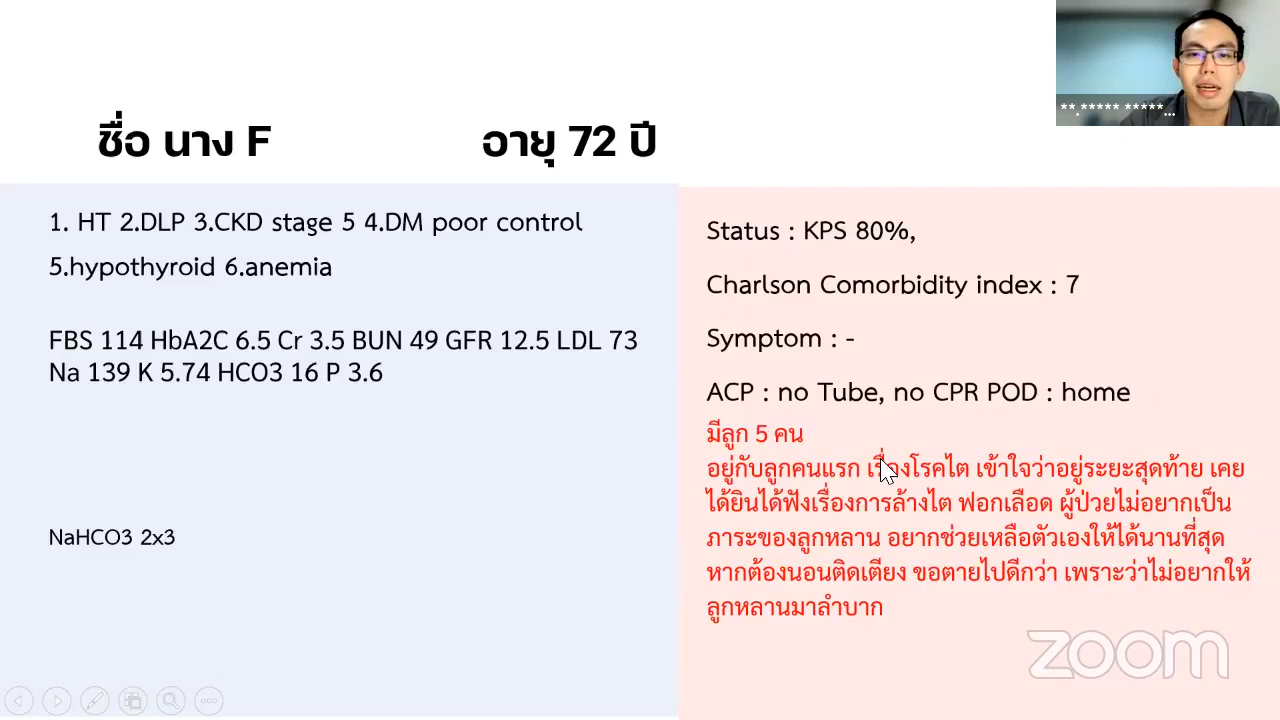 **.***** *****...
ชื่อ นาง F อายุ 72 ปี
1. HT 2.DLP 3.CKD stage 5 4.DM poor control
5.hypothyroid 6.anemia
FBS 114 HbA2C 6.5 Cr 3.5 BUN 49 GFR 12.5 LDL 73
Na 139 K 5.74 HCO3 16 P 3.6
NaHCO3 2x3
Status : KPS 80%,
Charlson Comorbidity index : 7
Symptom : -
ACP : no Tube, no CPR POD : home
มีลูก 5 คน
อยู่กับลูกคนแรก เรื่องโรคไต เข้าใจว่าอยู่ระยะสุดท้าย เคย
ได้ยินได้ฟังเรื่องการล้างไต ฟอกเลือด ผู้ป่วยไม่อยากเป็น
ภาระของลูกหลาน อยากช่วยเหลือตัวเองให้ได้นานที่สุด
หากต้องนอนติดเตียง ขอตายไปดีกว่า เพราะว่าไม่อยากให้
ลูกหลานมาลำบาก
zoom